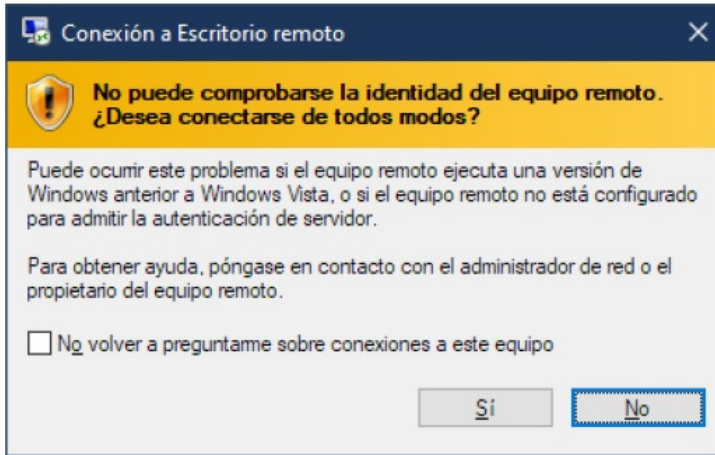 Conexión a Escritorio remoto
No puede comprobarse la identidad del equipo remoto.
¿Desea conectarse de todos modos?
Puede ocurrir este problema si el equipo remoto ejecuta una versión de
Windows anterior a Windows Vista, o si el equipo remoto no está configurado
para admitir la autenticación de servidor.
Para obtener ayuda, póngase en contacto con el administrador de red o el
propietario del equipo remoto.
No volver a preguntarme sobre conexiones a este equipo
Sí
No